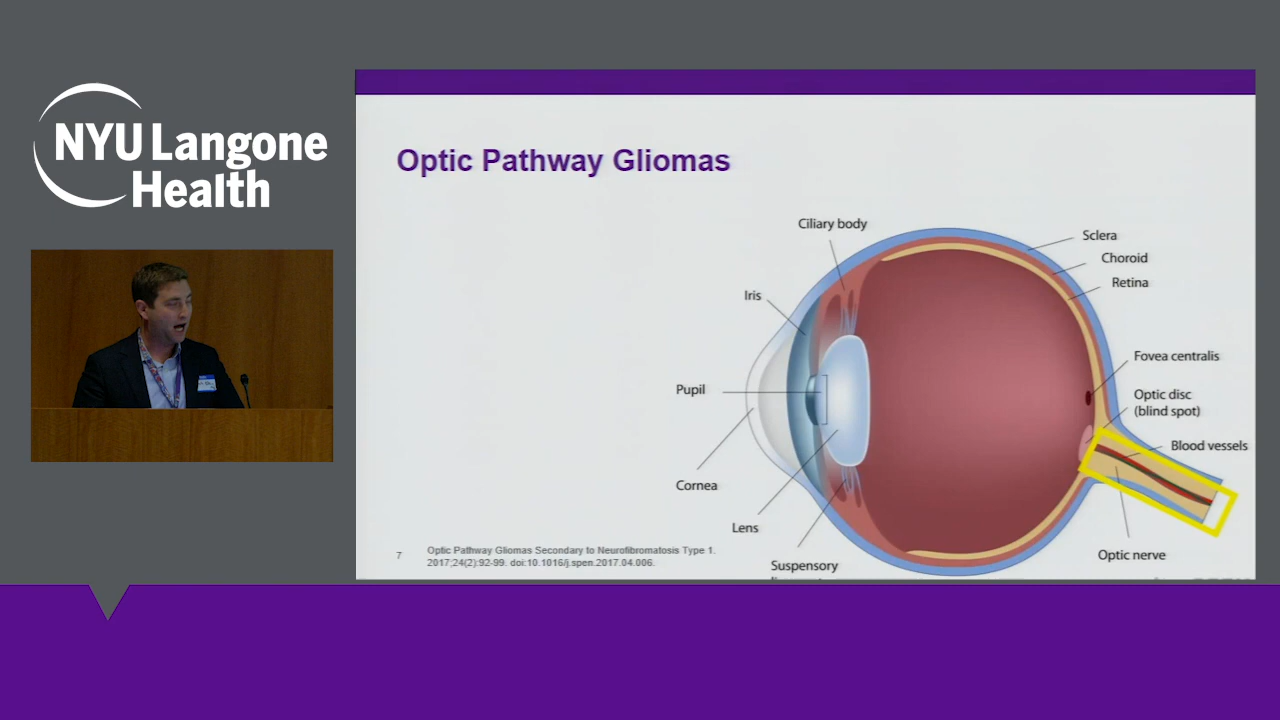 NYU Langone
Health
Optic Pathway Gliomas
Ciliary body
Sclera
Choroid
Retina
Iris
Fovea centralis
Pupil
Optic disc
(blind spot)
Blood vessels
Cornea
Lens
Optic nerve
Suspensory
7
Optic Pathway Gliomas Secondary to Neurofibromatosis Type 1.
2017;24(2):92-99. doi:10.1016/j.spen.2017.04.006.